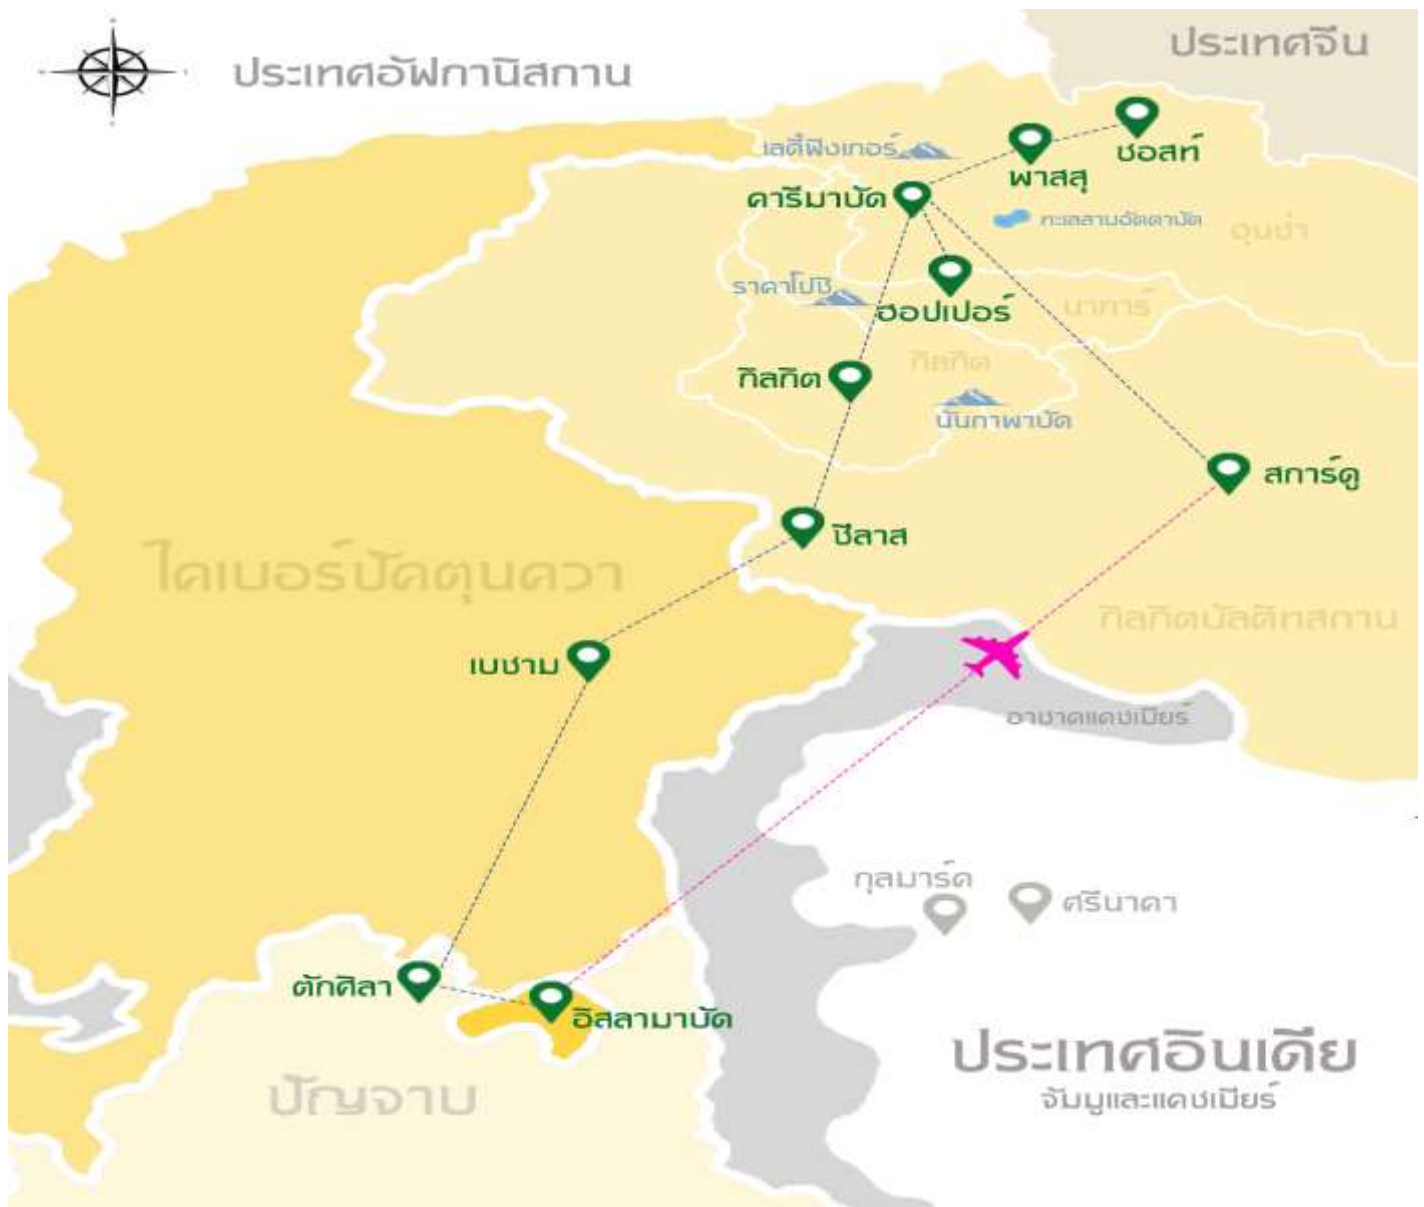 ประเทศจีน
ประเทศอัฟกานิสถาน
เลดี้ฟิงเกอร์
ชอสท์
พาสสุ
คารีมาบัด
ทะเลสาบอัตตาบัด
ฮุนซ่า
ราคาโปชิ
ฮอปเปอร์
นาการ์
กิลกิต
กิลกิต
นันกาพาบัด
สการ์ดู
ชีลาส
ไคเบอร์ปัคตุนควา
กิลกิตบัลติทสถาน
เบชาม
อาซาดแคชเมียร์
กุลมาร์ค
ศรีนาคา
ตักศิลา
อิสลามาบัด
ประเทศอินเดีย
จัมมูและแคชเมียร์
ปัญจาบ